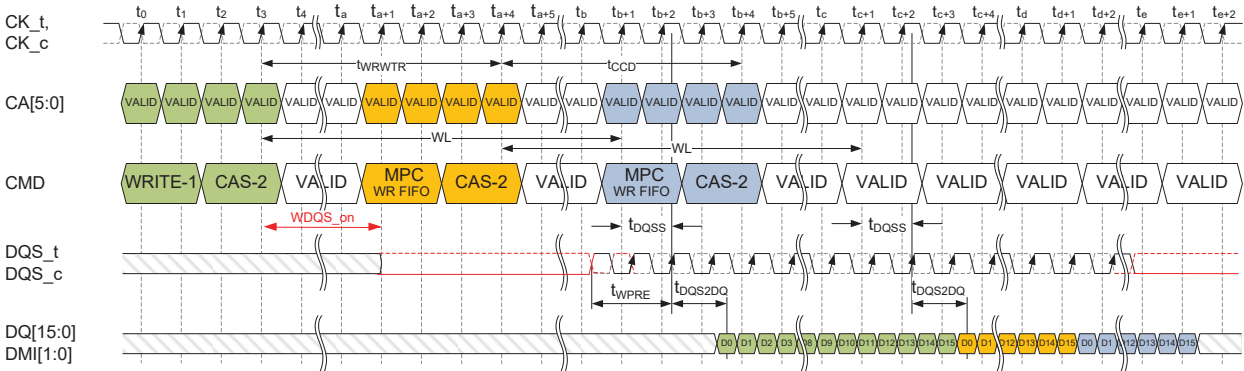 t0 t1 t2 t3 t4 ta ta+1 ta+2 ta+3 ta+4 ta+5 tb tb+1 tb+2 tb+3 tb+4 tb+5 tc tc+1 tc+2 tc+3 tc+4 td td+1 td+2 te te+1 te+2
CK_t,
CK_c
tWRWTR tCCD
CA[5:0] VALID VALID VALID VALID VALID VALID VALID VALID VALID VALID VALID VALID VALID VALID VALID VALID VALID VALID VALID VALID VALID VALID VALID VALID VALID VALID VALID VALID
WL
WL
CMD WRITE-1 CAS-2 VALID MPC WR FIFO CAS-2 VALID MPC WR FIFO CAS-2 VALID VALID VALID VALID VALID VALID
WDQS_on tDQSS tDQSS
DQS_t
DQS_c
tWPRE tDQS2DQ tDQS2DQ
DQ[15:0]
DMI[1:0]
D0 D1 D2 D3 D8 D9 D10 D11 D12 D13 D14 D15 D0 D1 D12 D13 D14 D15 D0 D1 D12 D13 D14 D15